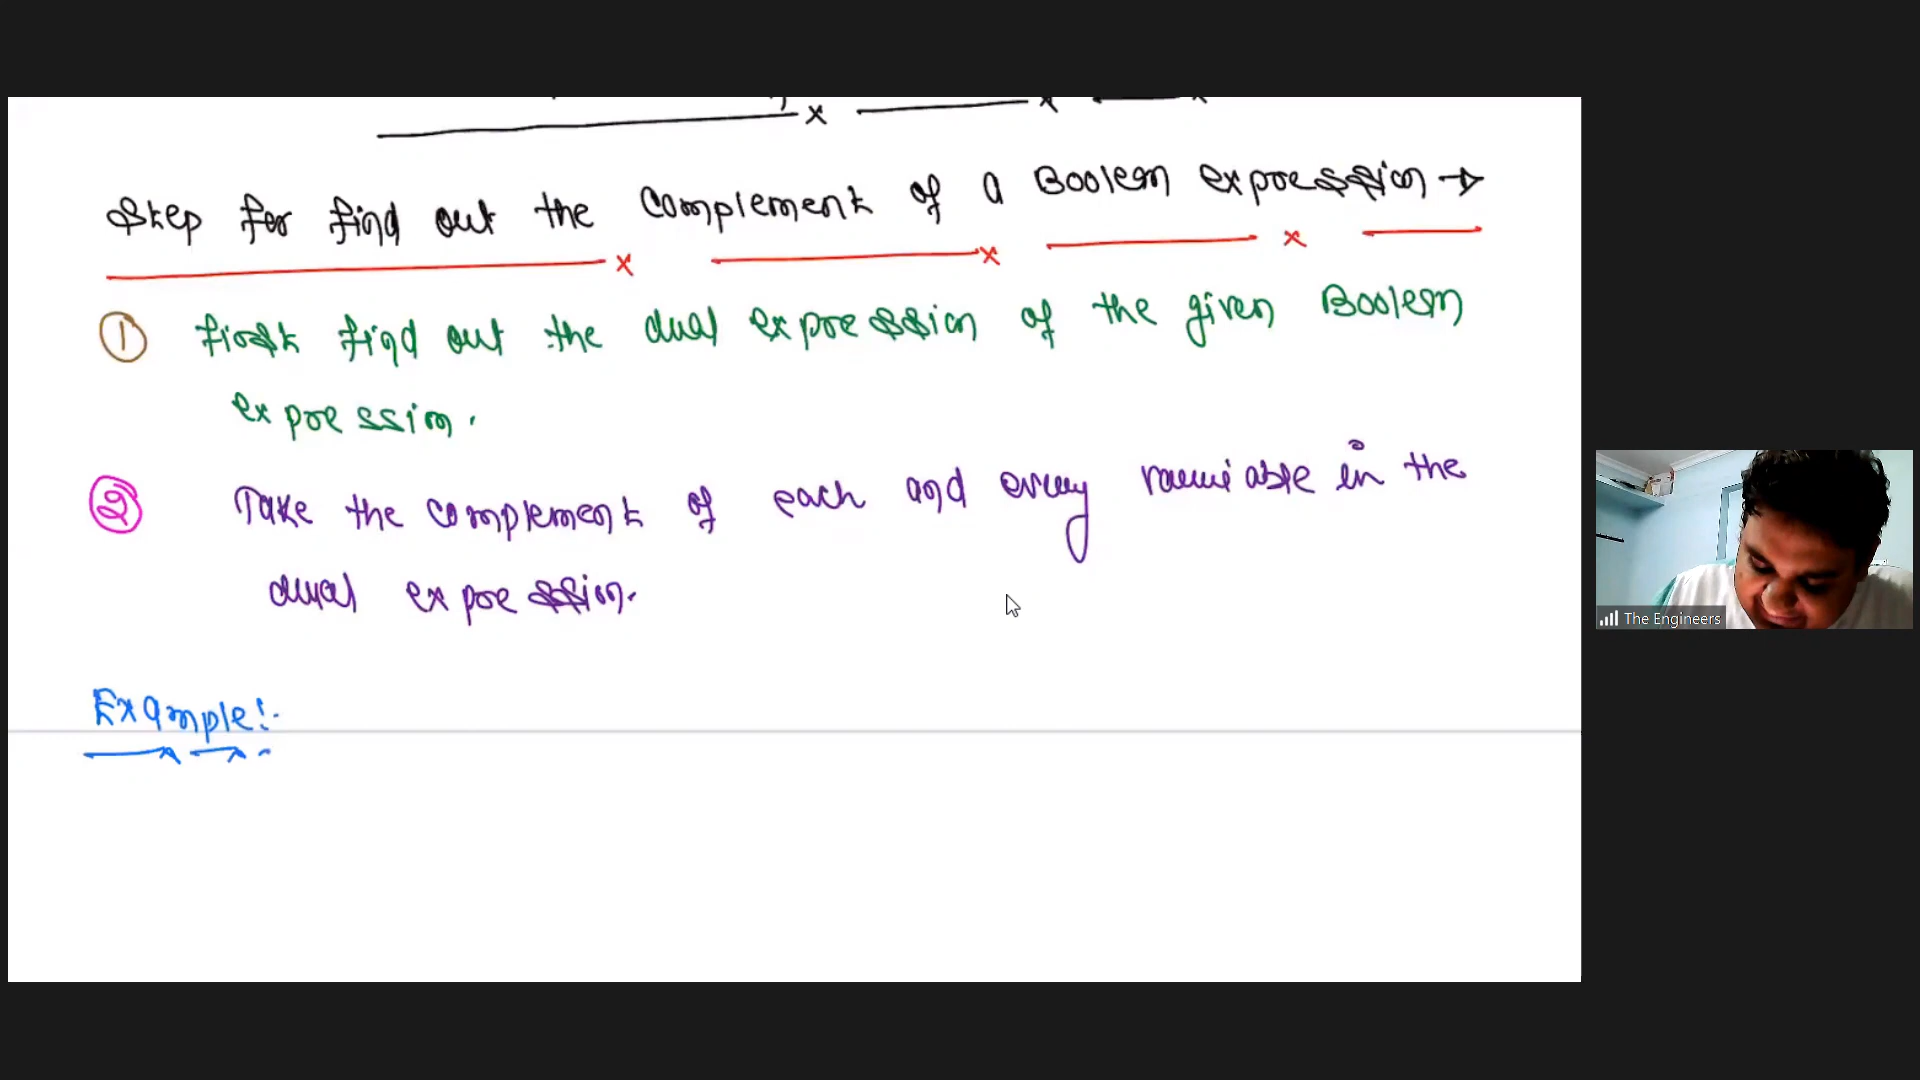 Step for find out the Complement of a Boolean expression →
① first find out the dual expression of the given Boolean
expression.
② Take the complement of each and every variable in the
dual expression.
The Engineers
Example:-